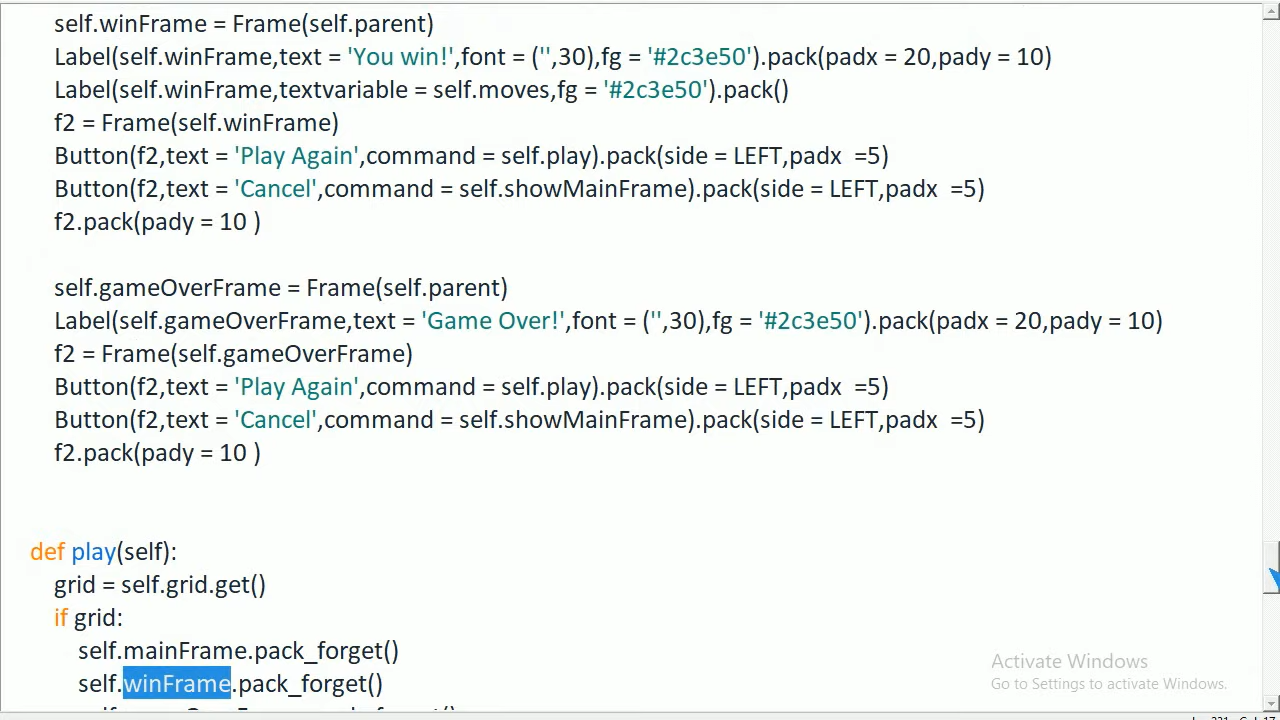 self.winFrame = Frame(self.parent)
Label(self.winFrame,text = 'You win!',font = ('',30),fg = '#2c3e50').pack(padx = 20,pady = 10)
Label(self.winFrame,textvariable = self.moves,fg = '#2c3e50').pack()
f2 = Frame(self.winFrame)
Button(f2,text = 'Play Again',command = self.play).pack(side = LEFT,padx  =5)
Button(f2,text = 'Cancel',command = self.showMainFrame).pack(side = LEFT,padx  =5)
f2.pack(pady = 10 )
self.gameOverFrame = Frame(self.parent)
Label(self.gameOverFrame,text = 'Game Over!',font = ('',30),fg = '#2c3e50').pack(padx = 20,pady = 10)
f2 = Frame(self.gameOverFrame)
Button(f2,text = 'Play Again',command = self.play).pack(side = LEFT,padx  =5)
Button(f2,text = 'Cancel',command = self.showMainFrame).pack(side = LEFT,padx  =5)
f2.pack(pady = 10 )
def play(self):
grid = self.grid.get()
if grid:
self.mainFrame.pack_forget()
self.winFrame.pack_forget()
Activate Windows
Go to Settings to activate Windows.